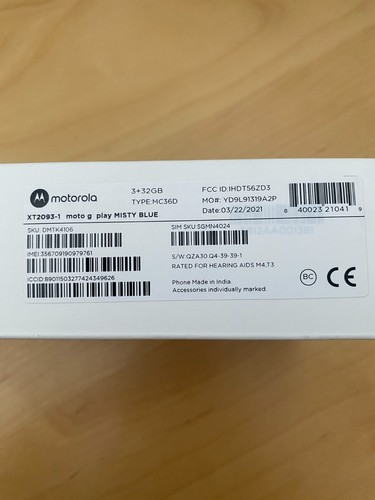 motorola
3+32GB
TYPE:MC36D
FCC ID:IHDT56ZD3
MO#: YD9L91319A2P
Date:03/22/2021
8 40023 21041 9
XT2093-1 moto g play MISTY BLUE
SKU: DMTK4106
SIM SKU:SGMN4024
IMEI:356709190979761
S/W:QZA30.Q4-39-39-1
RATED FOR HEARING AIDS M4,T3
ICCID:8901150327742434962​6
Phone Made in India.
Accessories individually marked.
BC
CE